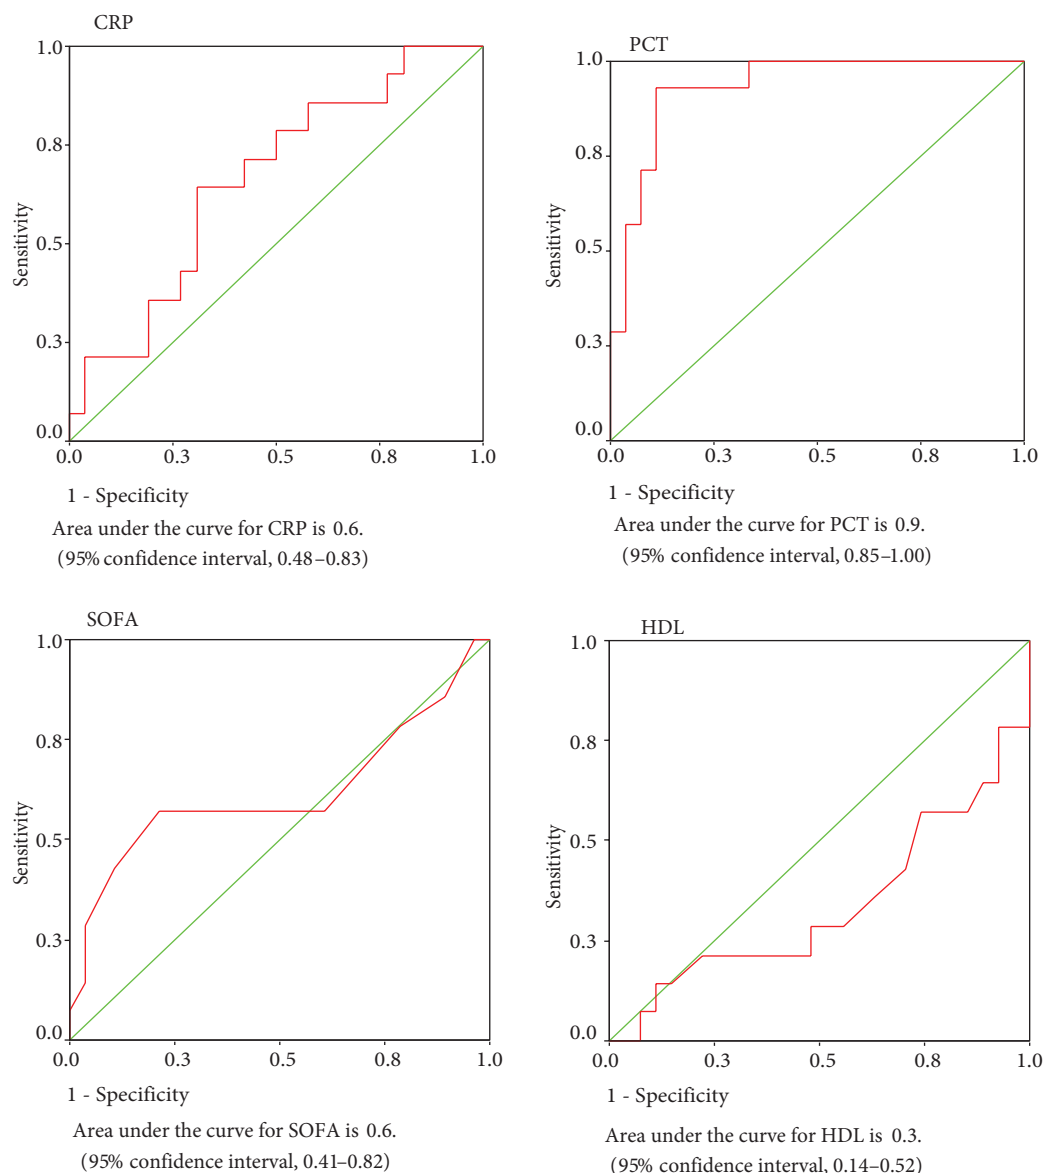 CRP
1.0
0.8
0.5
0.3
0.0
Sensitivity
0.0 0.3 0.5 0.8 1.0
1 - Specificity
Area under the curve for CRP is 0.6.
(95% confidence interval, 0.48–0.83)
PCT
1.0
0.8
0.5
0.3
0.0
Sensitivity
0.0 0.3 0.5 0.8 1.0
1 - Specificity
Area under the curve for PCT is 0.9.
(95% confidence interval, 0.85–1.00)
SOFA
1.0
0.8
0.5
0.3
0.0
Sensitivity
0.0 0.3 0.5 0.8 1.0
1 - Specificity
Area under the curve for SOFA is 0.6.
(95% confidence interval, 0.41–0.82)
HDL
1.0
0.8
0.5
0.3
0.0
Sensitivity
0.0 0.3 0.5 0.8 1.0
1 - Specificity
Area under the curve for HDL is 0.3.
(95% confidence interval, 0.14–0.52)